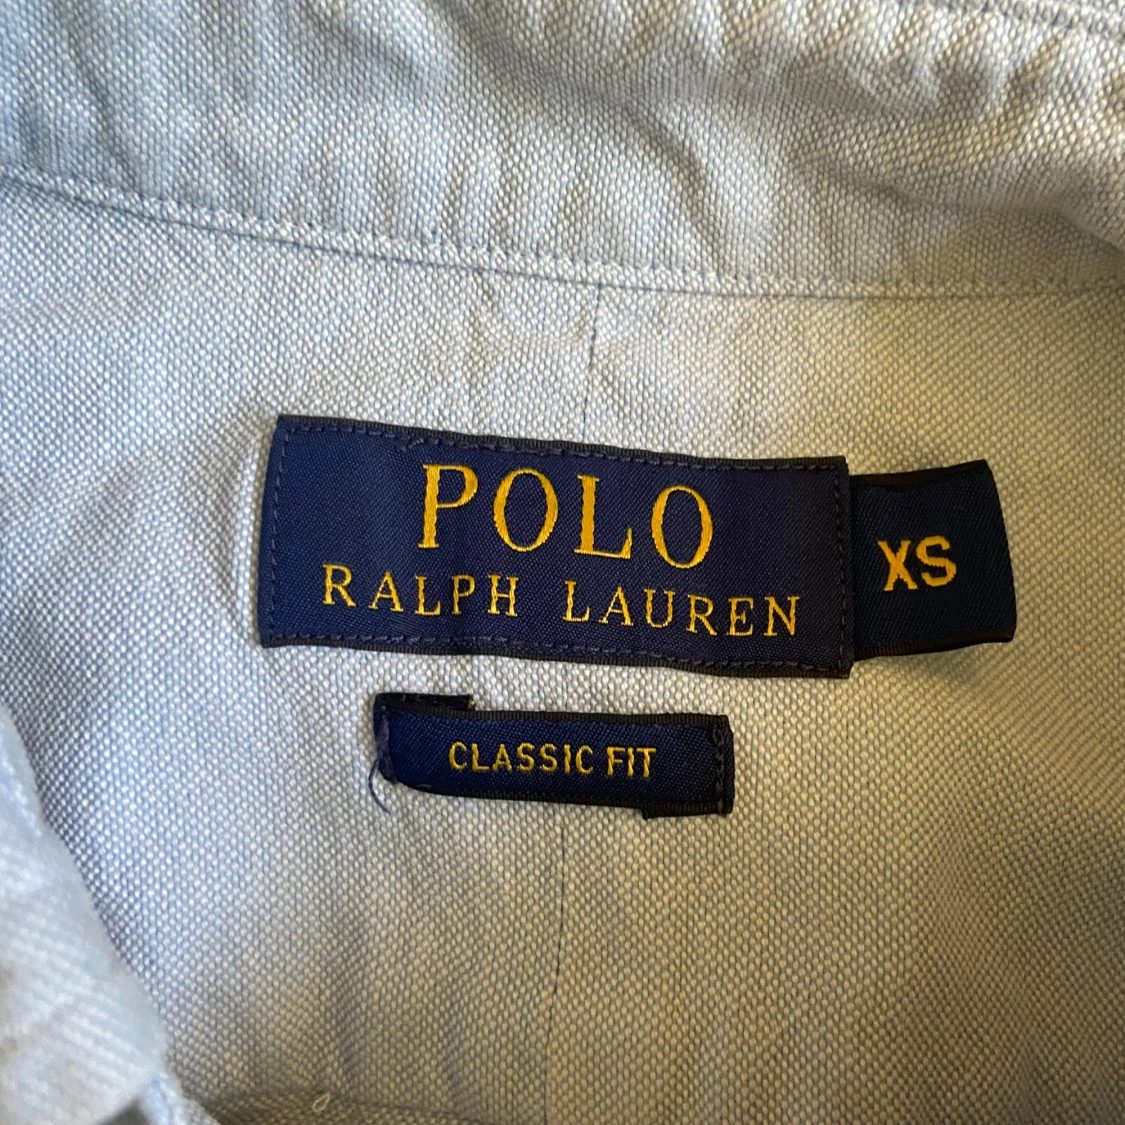 POLO
RALPH LAUREN
XS
CLASSIC FIT